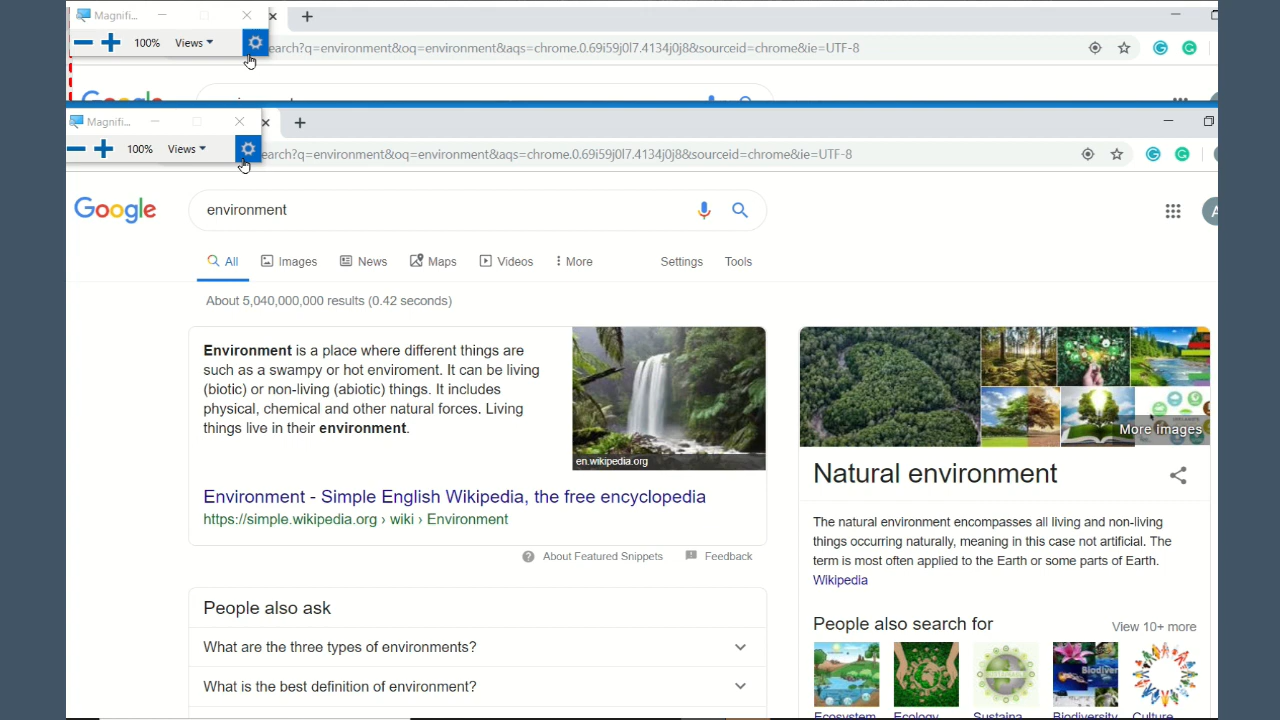 Magnifi...
100% Views
earch?q=environment&oq=environment&aqs=chrome.0.69i59j0l7.4134j0j8&sourceid=chrome&ie=UTF-8
Magnifi...
100% Views
earch?q=environment&oq=environment&aqs=chrome.0.69i59j0l7.4134j0j8&sourceid=chrome&ie=UTF-8
Google
environment
A
All Images News Maps Videos More Settings Tools
About 5,040,000,000 results (0.42 seconds)
Environment is a place where different things are
such as a swampy or hot enviroment. It can be living
(biotic) or non-living (abiotic) things. It includes
physical, chemical and other natural forces. Living
things live in their environment.
en.wikipedia.org
Environment - Simple English Wikipedia, the free encyclopedia
https://simple.wikipedia.org › wiki › Environment
About Featured Snippets Feedback
People also ask
What are the three types of environments?
What is the best definition of environment?
More images
Natural environment
The natural environment encompasses all living and non-living
things occurring naturally, meaning in this case not artificial. The
term is most often applied to the Earth or some parts of Earth.
Wikipedia
People also search for
View 10+ more
Ecosystem Ecology Sustaina... Biodiversity Culture